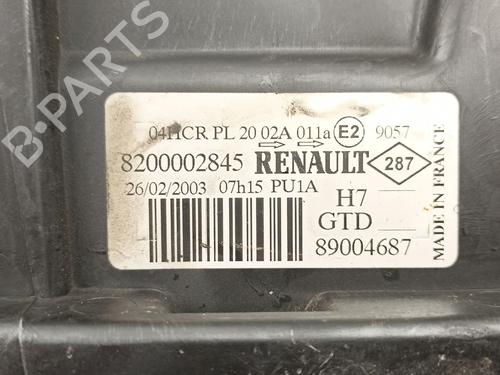 B-PARTS
04HCR PL 20 02A 011a E2 9057
8200002845 RENAULT 287
26/02/2003 07h15 PU1A
H7
GTD
89004687
MADE IN FRANCE